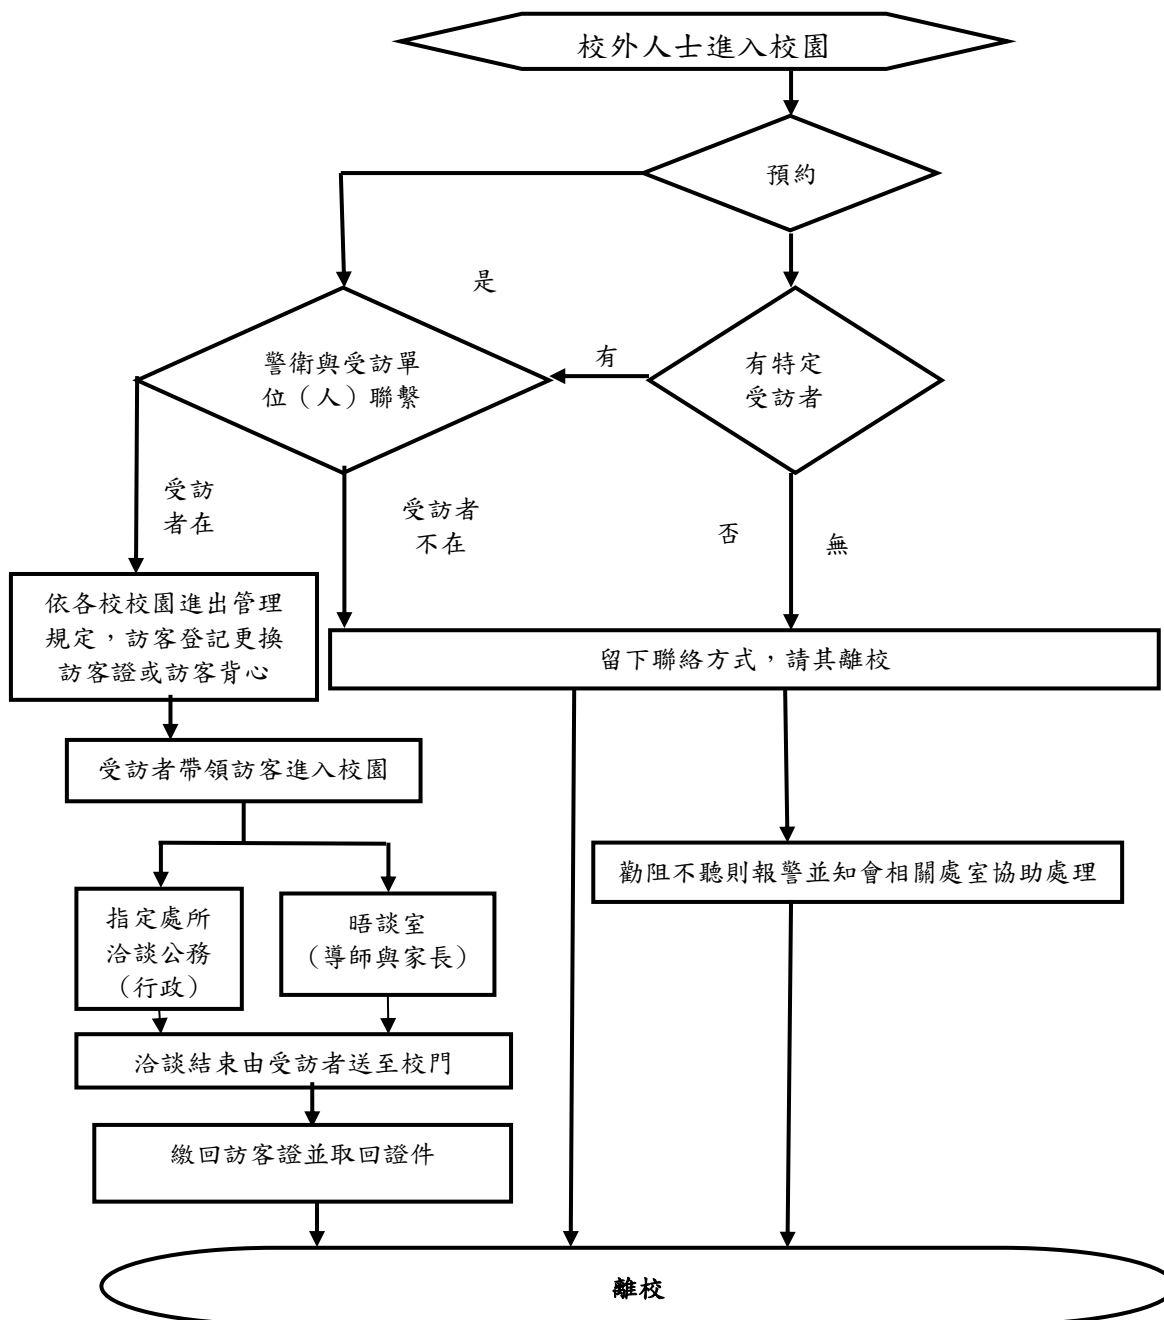 校外人士進入校園
預約
是
警衛與受訪單
位（人）聯繫
有
有特定
受訪者
受訪
者在
受訪者
不在
否
無
依各校校園進出管理
規定，訪客登記更換
訪客證或訪客背心
留下聯絡方式，請其離校
受訪者帶領訪客進入校園
勸阻不聽則報警並知會相關處室協助處理
指定處所
洽談公務
（行政）
晤談室
（導師與家長）
洽談結束由受訪者送至校門
繳回訪客證並取回證件
離校